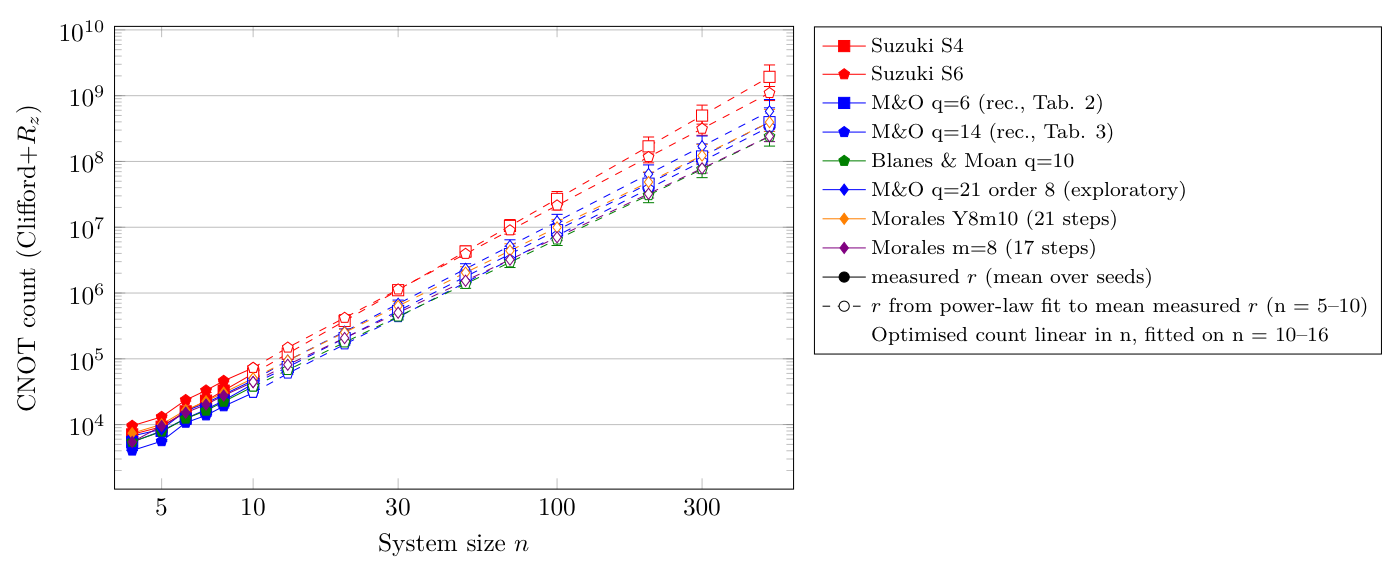 10^10
10^9
10^8
10^7
10^6
10^5
10^4
CNOT count (Clifford+R_z)
5 10 30 100 300
System size n
Suzuki S4
Suzuki S6
M&O q=6 (rec., Tab. 2)
M&O q=14 (rec., Tab. 3)
Blanes & Moan q=10
M&O q=21 order 8 (exploratory)
Morales Y8m10 (21 steps)
Morales m=8 (17 steps)
measured r (mean over seeds)
r from power-law fit to mean measured r (n = 5–10)
Optimised count linear in n, fitted on n = 10–16